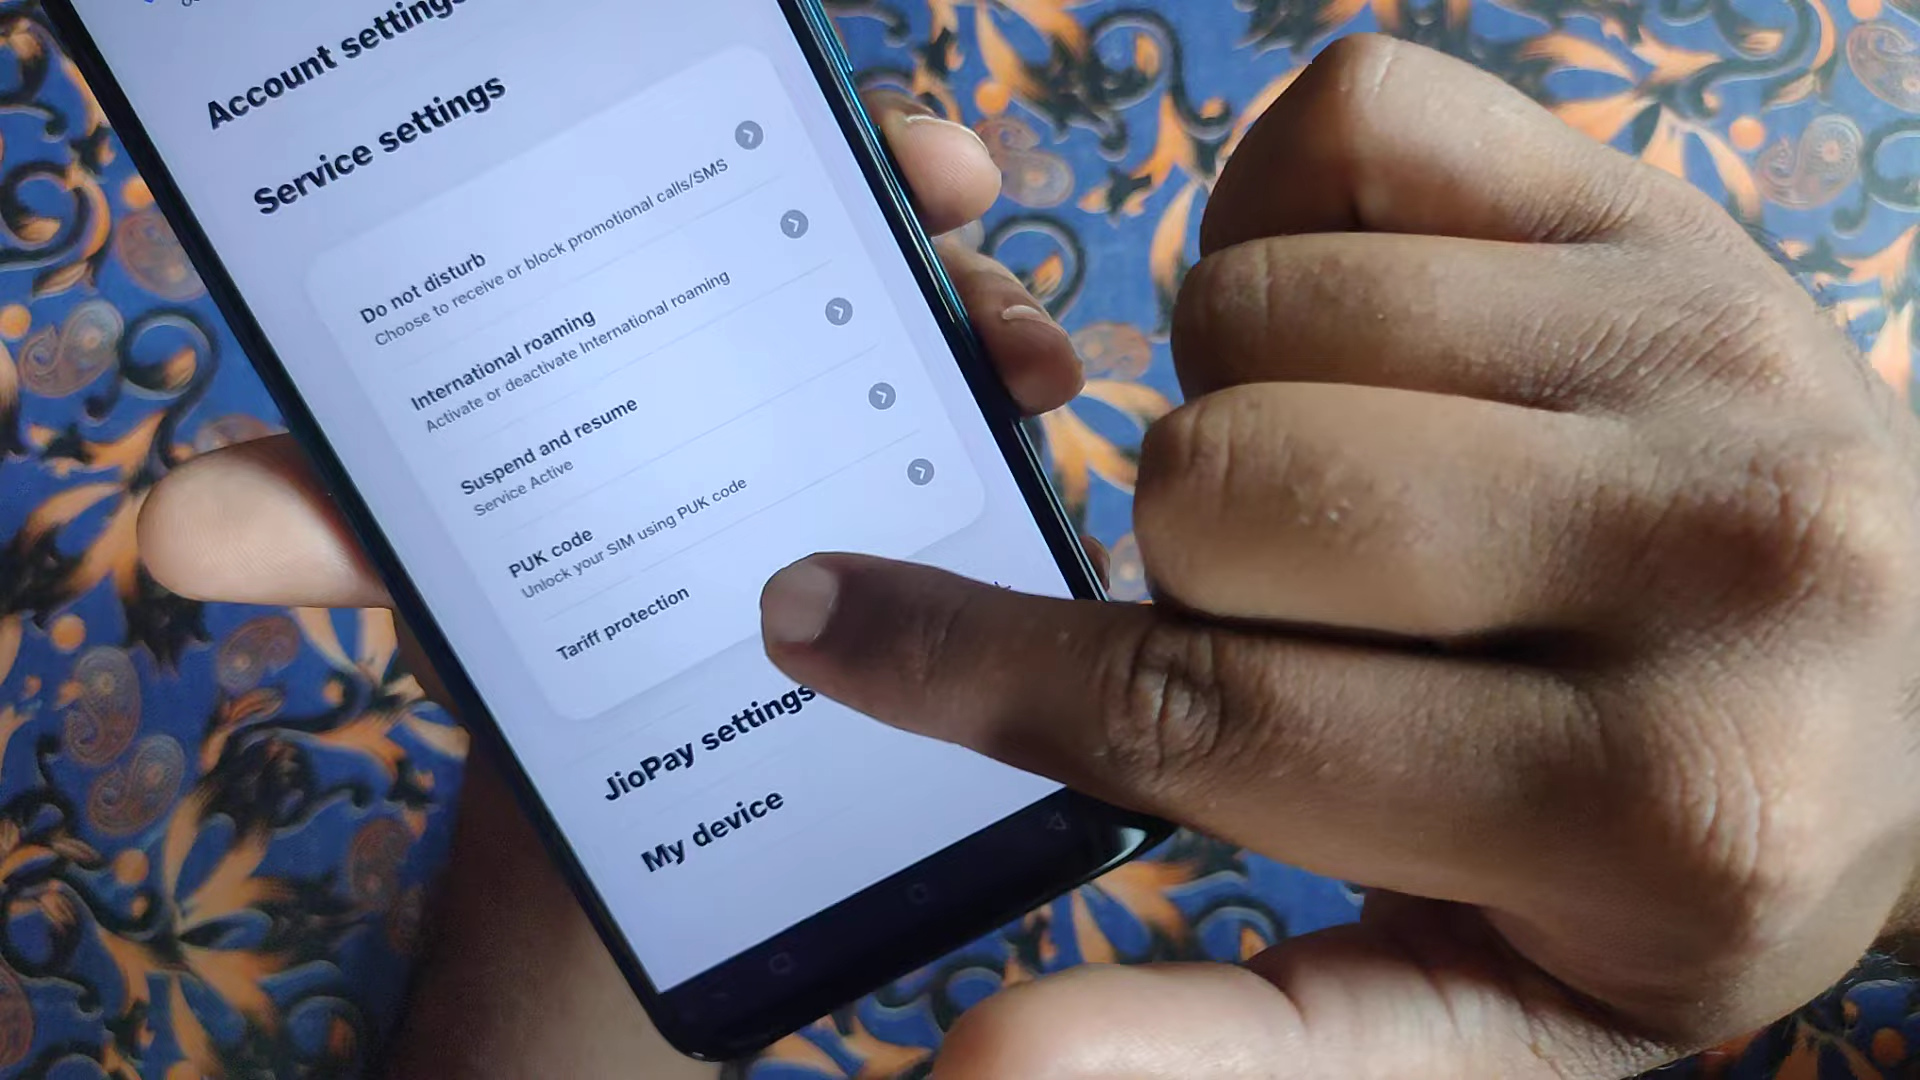 Account settings
Service settings
Do not disturb
Choose to receive or block promotional calls/SMS
International roaming
Activate or deactivate International roaming
Suspend and resume
Service Active
PUK code
Unlock your SIM using PUK code
Tariff protection
JioPay settings
My device